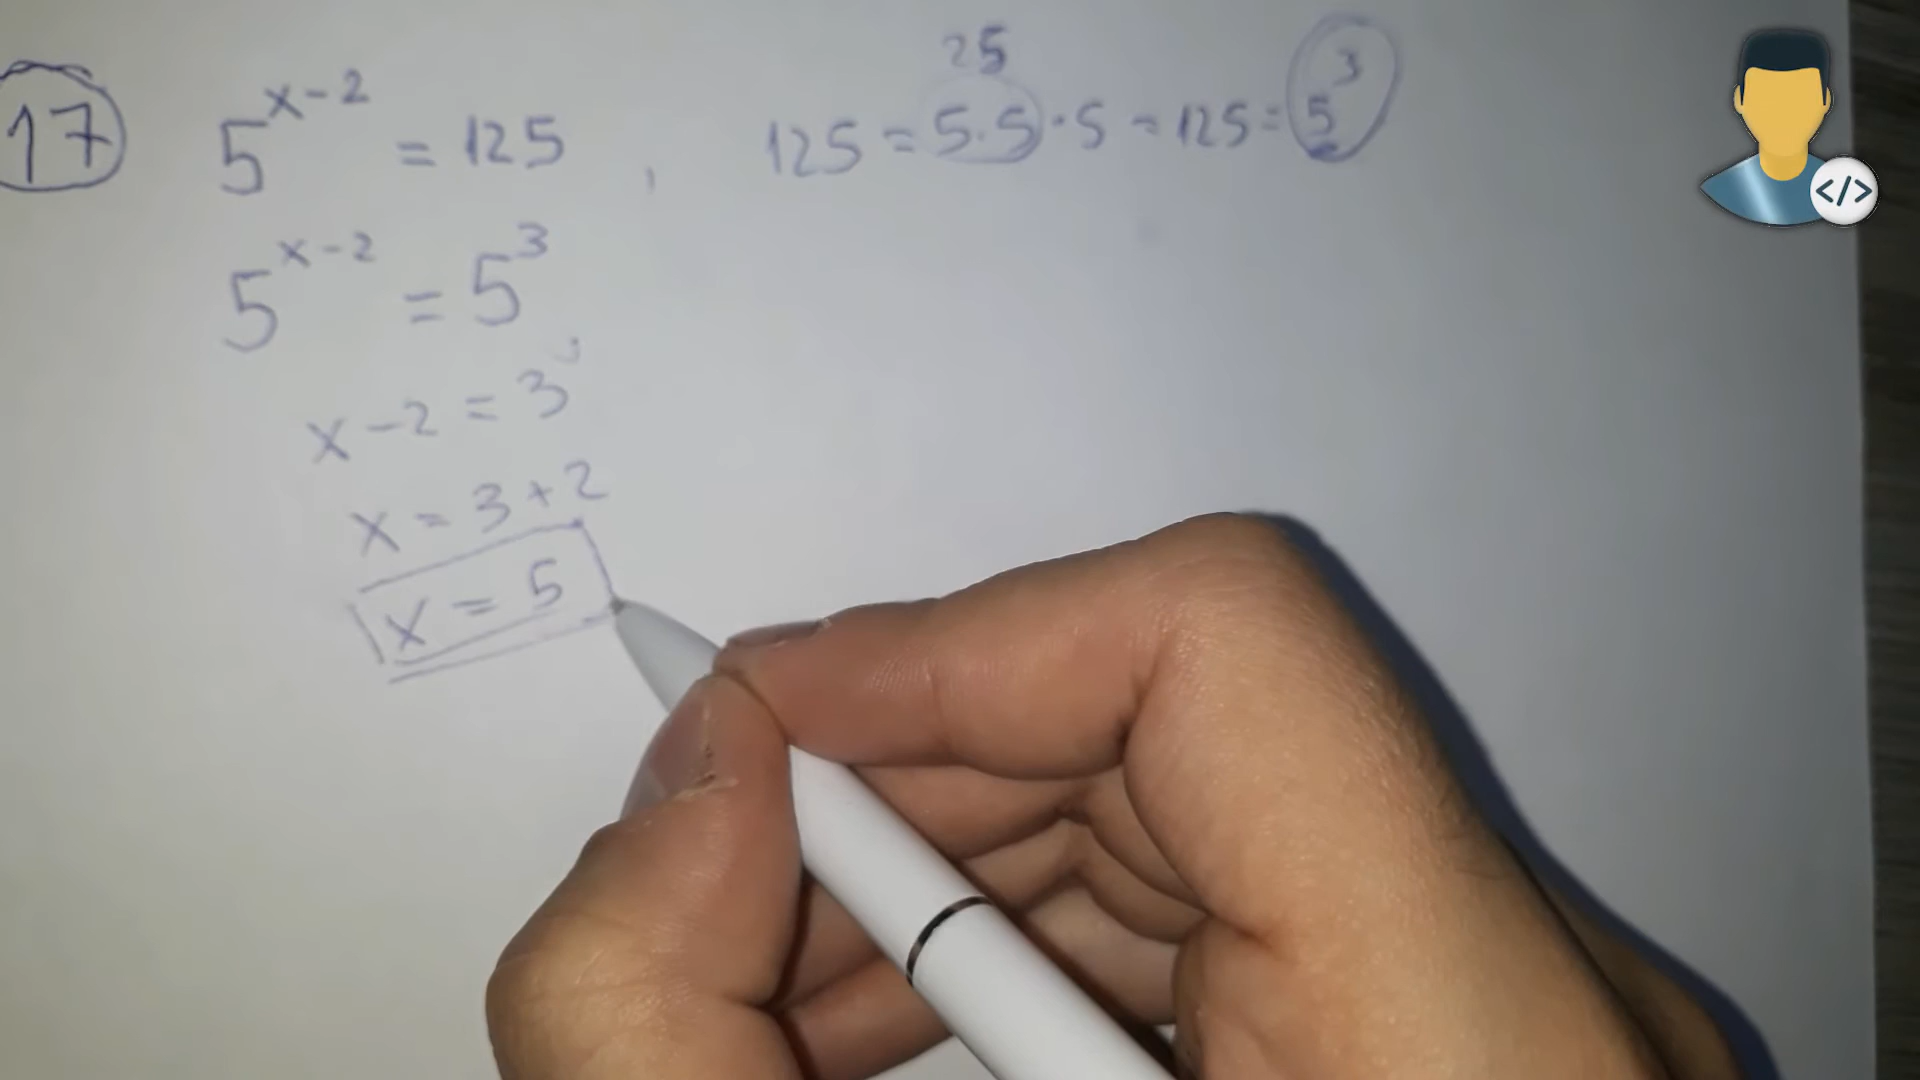 17
5^{x-2} = 125 , 125 = 5.5.5 = 125 = 5^3
25
5^{x-2} = 5^3
x-2 = 3
x = 3+2
x = 5
</>